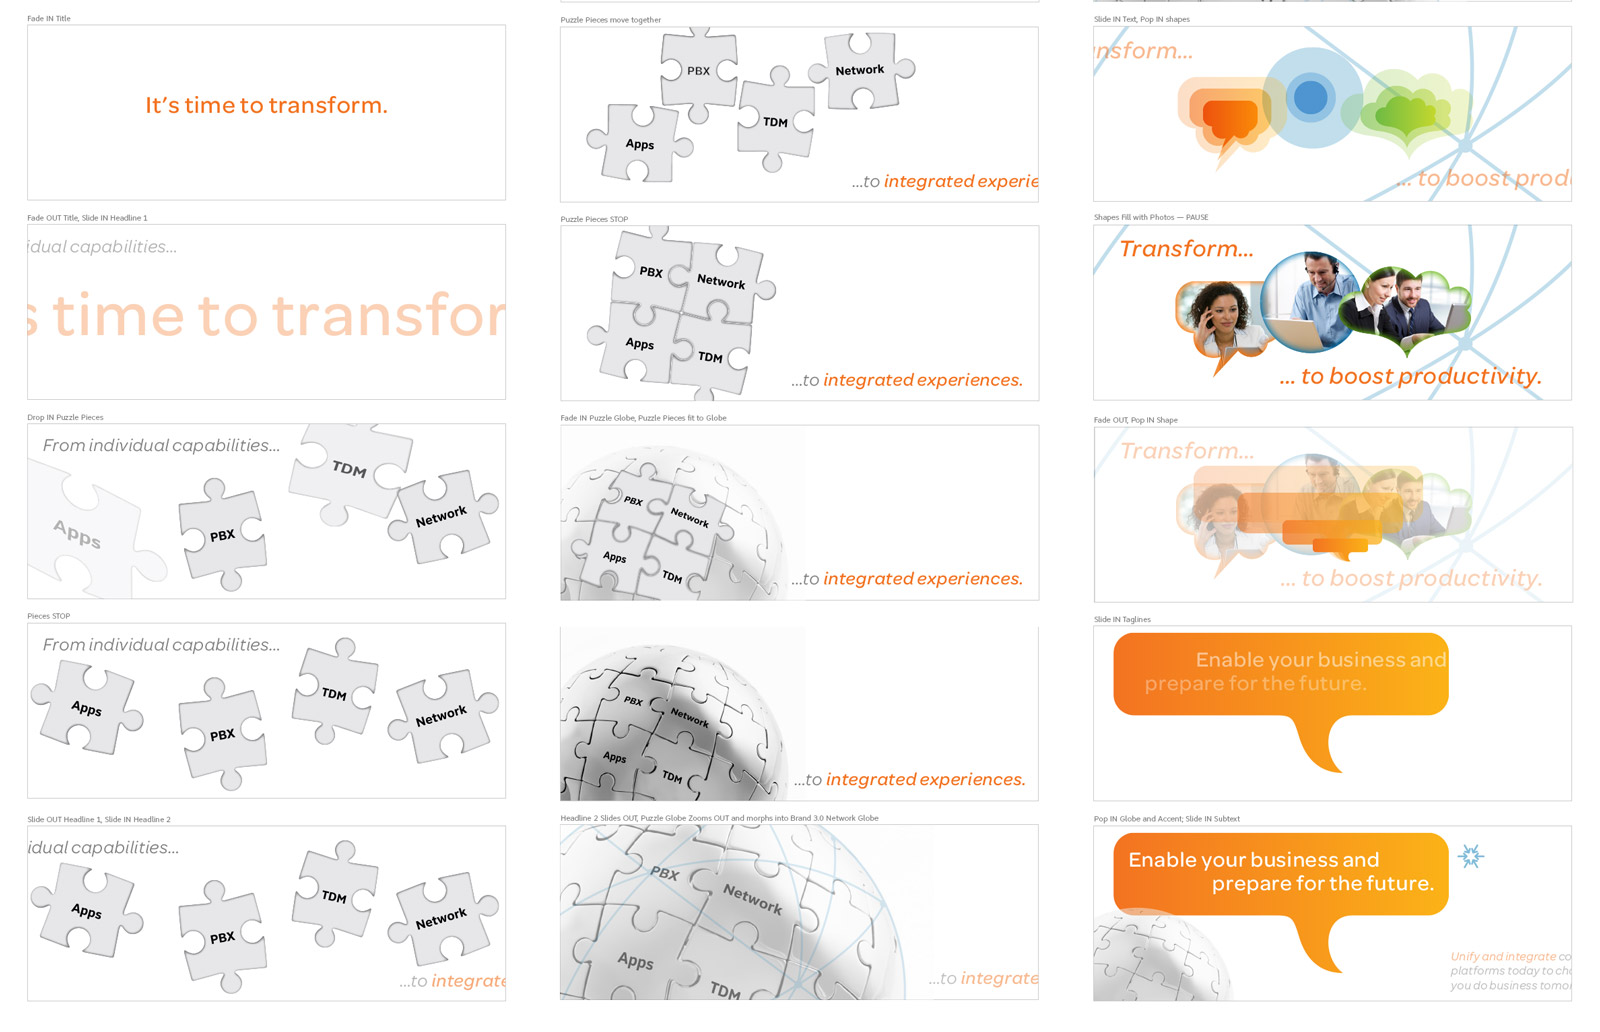 Fade IN Title
It's time to transform.
Fade OUT Title, Slide IN Headline 1
idual capabilities...
s time to transfor
Drop IN Puzzle Pieces
From individual capabilities...
TDM
Apps
PBX
Network
Pieces STOP
From individual capabilities...
Apps
PBX
TDM
Network
Slide OUT Headline 1, Slide IN Headline 2
idual capabilities...
Apps
PBX
TDM
Network
...to integrate
Puzzle Pieces move together
PBX
Network
TDM
Apps
...to integrated experie
Puzzle Pieces STOP
PBX
Network
Apps
TDM
...to integrated experiences.
Fade IN Puzzle Globe, Puzzle Pieces fit to Globe
PBX
Network
Apps
TDM
...to integrated experiences.
PBX
Network
Apps
TDM
...to integrated experiences.
Headline 2 Slides OUT, Puzzle Globe Zooms OUT and morphs into Brand 3.0 Network Globe
PBX
Network
Apps
TDM
...to integrate
Slide IN Text, Pop IN shapes
nsform...
... to boost prod
Shapes Fill with Photos — PAUSE
Transform...
... to boost productivity.
Fade OUT, Pop IN Shape
Transform...
... to boost productivity.
Slide IN Taglines
Enable your business and
prepare for the future.
Pop IN Globe and Accent; Slide IN Subtext
Enable your business and
prepare for the future.
Unify and integrate co
platforms today to cha
you do business tomor